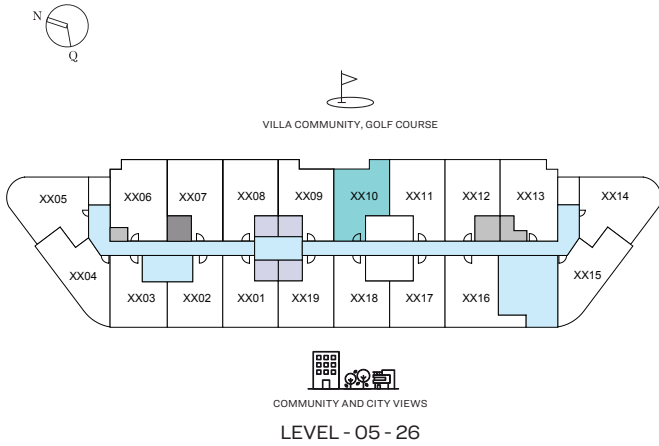 N
Q
VILLA COMMUNITY, GOLF COURSE
XX05
XX06
XX07
XX08
XX09
XX10
XX11
XX12
XX13
XX14
XX04
XX03
XX02
XX01
XX19
XX18
XX17
XX16
XX15
COMMUNITY AND CITY VIEWS
LEVEL - 05 - 26